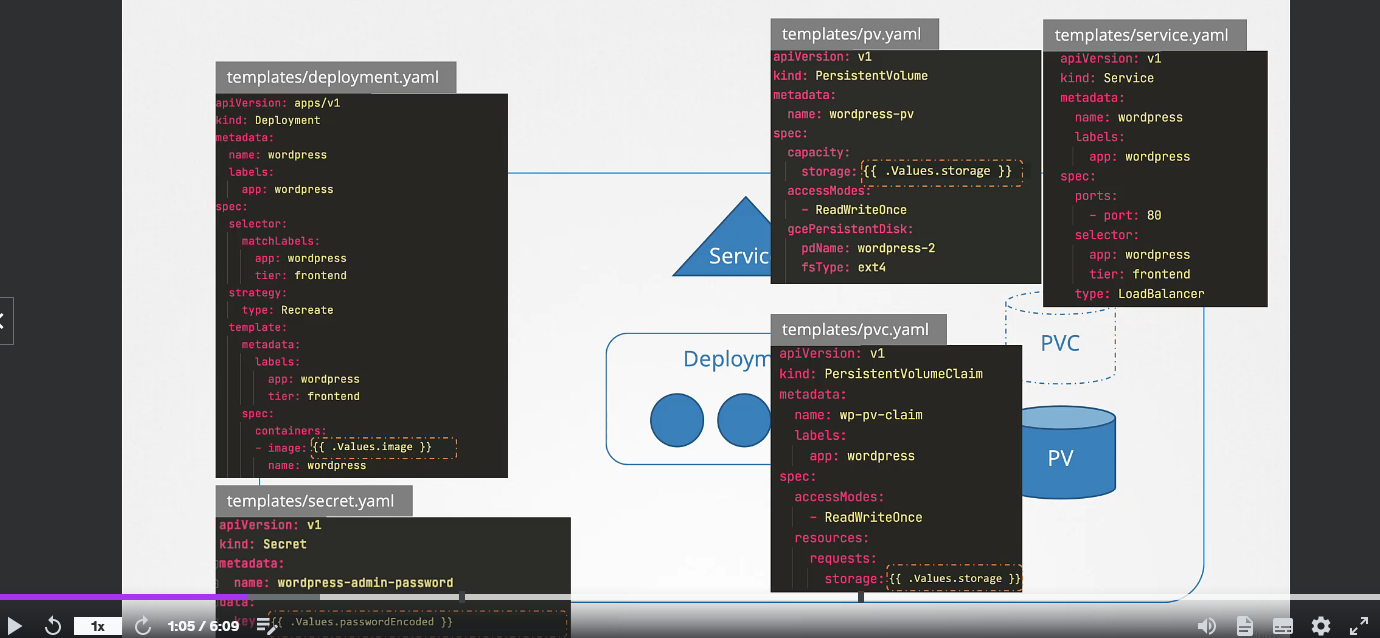 templates/deployment.yaml
apiVersion: apps/v1
kind: Deployment
metadata:
name: wordpress
labels:
app: wordpress
spec:
selector:
matchLabels:
app: wordpress
tier: frontend
strategy:
type: Recreate
template:
metadata:
labels:
app: wordpress
tier: frontend
spec:
containers:
- image: {{ .Values.image }}
name: wordpress
templates/secret.yaml
apiVersion: v1
kind: Secret
metadata:
name: wordpress-admin-password
data:
key: {{ .Values.passwordEncoded }}
templates/pv.yaml
apiVersion: v1
kind: PersistentVolume
metadata:
name: wordpress-pv
spec:
capacity:
storage: {{ .Values.storage }}
accessModes:
- ReadWriteOnce
gcePersistentDisk:
pdName: wordpress-2
fsType: ext4
templates/service.yaml
apiVersion: v1
kind: Service
metadata:
name: wordpress
labels:
app: wordpress
spec:
ports:
- port: 80
selector:
app: wordpress
tier: frontend
type: LoadBalancer
Servic
Deploym
templates/pvc.yaml
apiVersion: v1
kind: PersistentVolumeClaim
metadata:
name: wp-pv-claim
labels:
app: wordpress
spec:
accessModes:
- ReadWriteOnce
resources:
requests:
storage: {{ .Values.storage }}
PVC
PV
1x
1:05 / 6:09